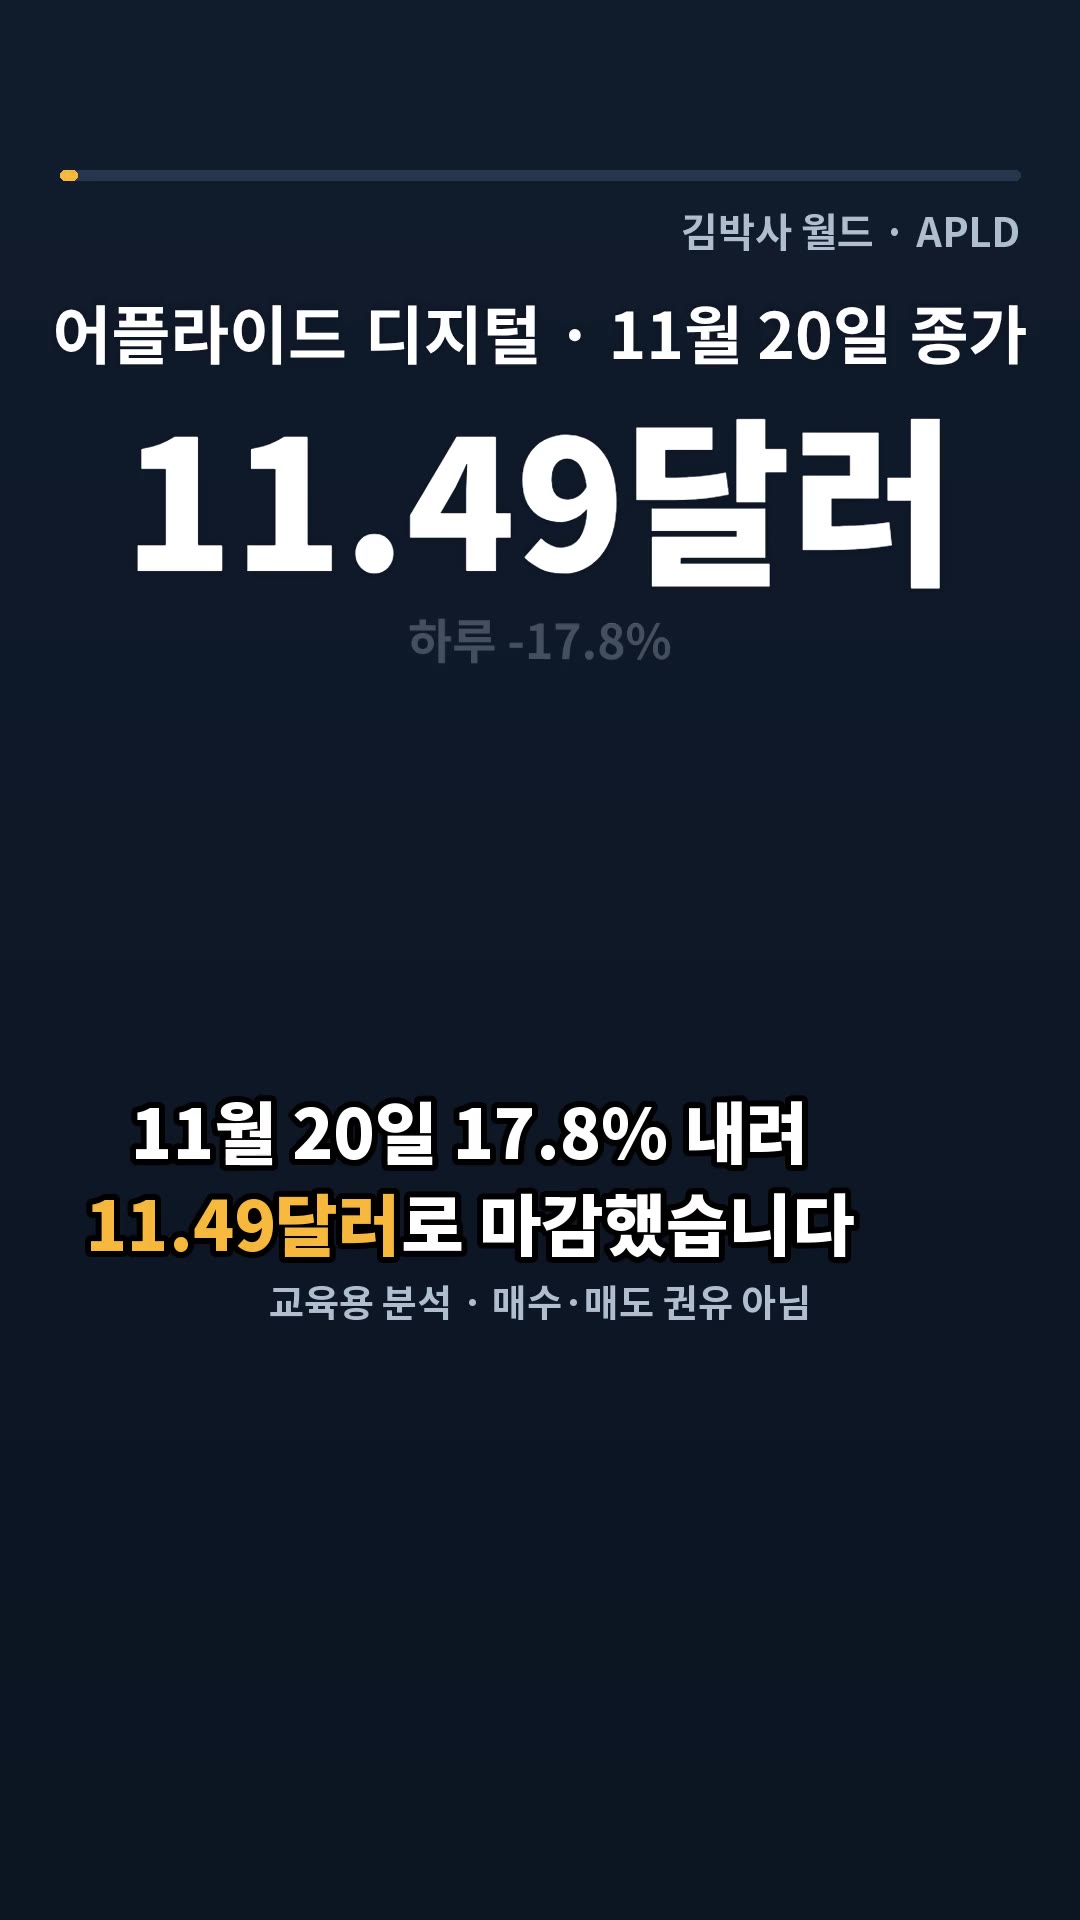 김박사 월드 · APLD
어플라이드 디지털 · 11월 20일 종가
11.49달러
하루 -17.8%
11월 20일 17.8% 내려
11.49달러로 마감했습니다
교육용 분석 · 매수·매도 권유 아님